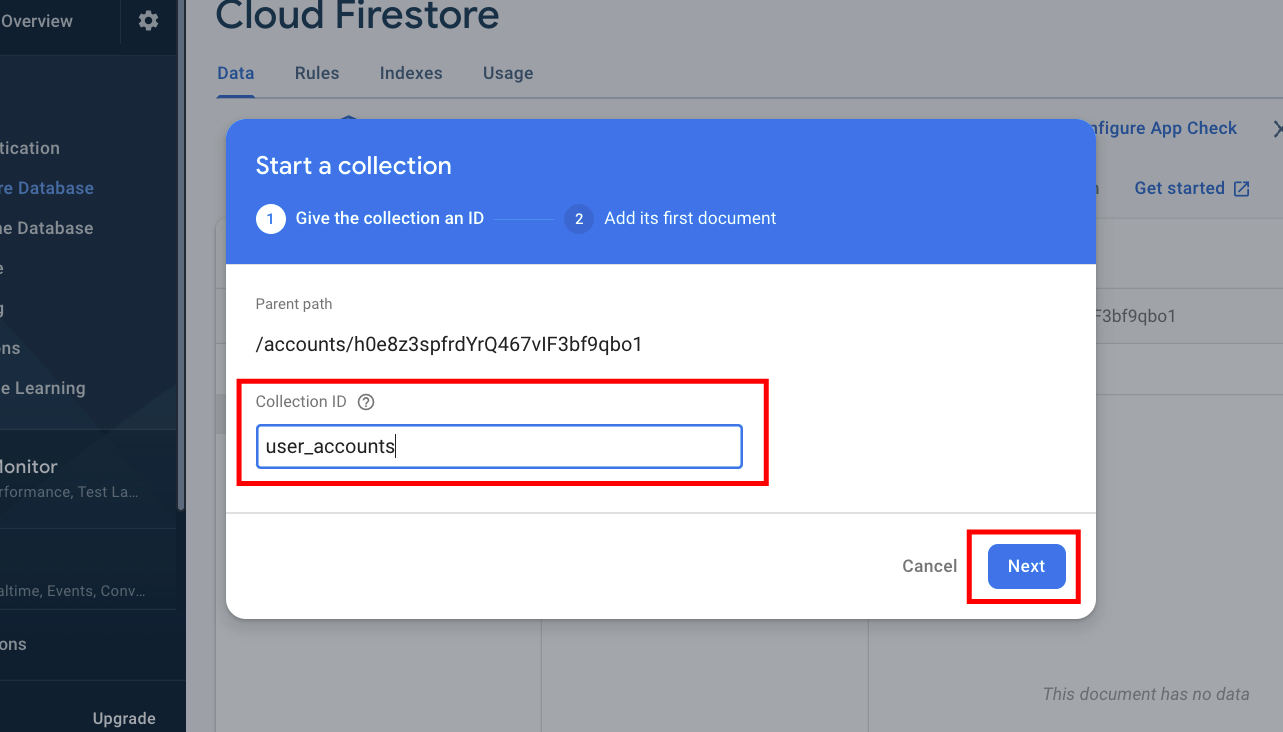 Overview
Cloud Firestore
Data Rules Indexes Usage
nfigure App Check
tication
re Database
Get started
ne Database
e
g
ons
e Learning
Monitor
rformance, Test La...
altime, Events, Conv...
ons
Upgrade
Start a collection
1 Give the collection an ID
2 Add its first document
Parent path
/accounts/h0e8z3spfrdYrQ467vIF3bf9qbo1
F3bf9qbo1
Collection ID ?
user_accounts
Cancel Next
This document has no data